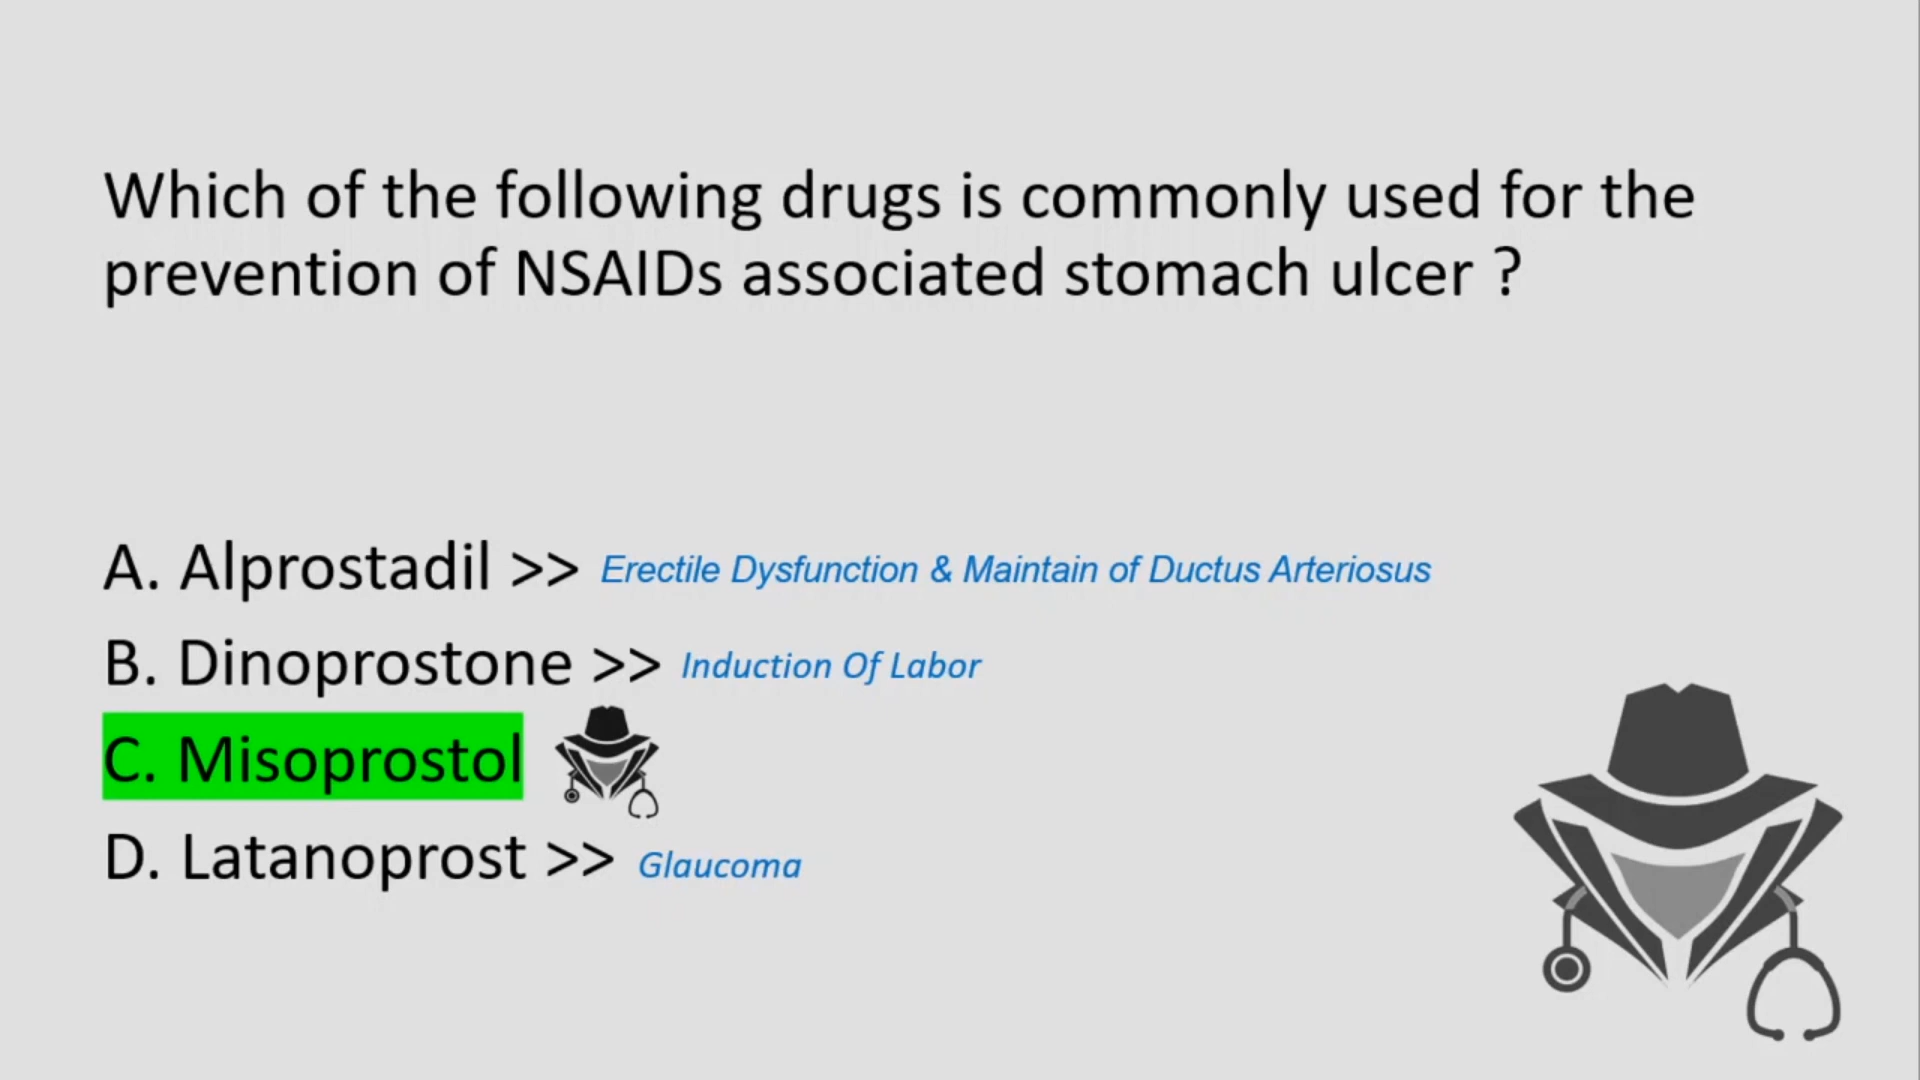 Which of the following drugs is commonly used for the
prevention of NSAIDs associated stomach ulcer ?
A. Alprostadil >> Erectile Dysfunction & Maintain of Ductus Arteriosus
B. Dinoprostone >> Induction Of Labor
C. Misoprostol
D. Latanoprost >> Glaucoma